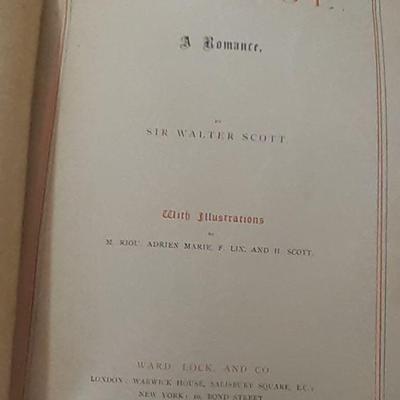 A Romance.
BY
SIR WALTER SCOTT
With Illustrations
BY
M. RIOU, ADRIEN MARIE, F. LIX, AND H. SCOTT.
WARD, LOCK, AND CO
LONDON: WARWICK HOUSE, SALISBURY SQUARE, E.C.;
NEW YORK: 10, BOND STREET